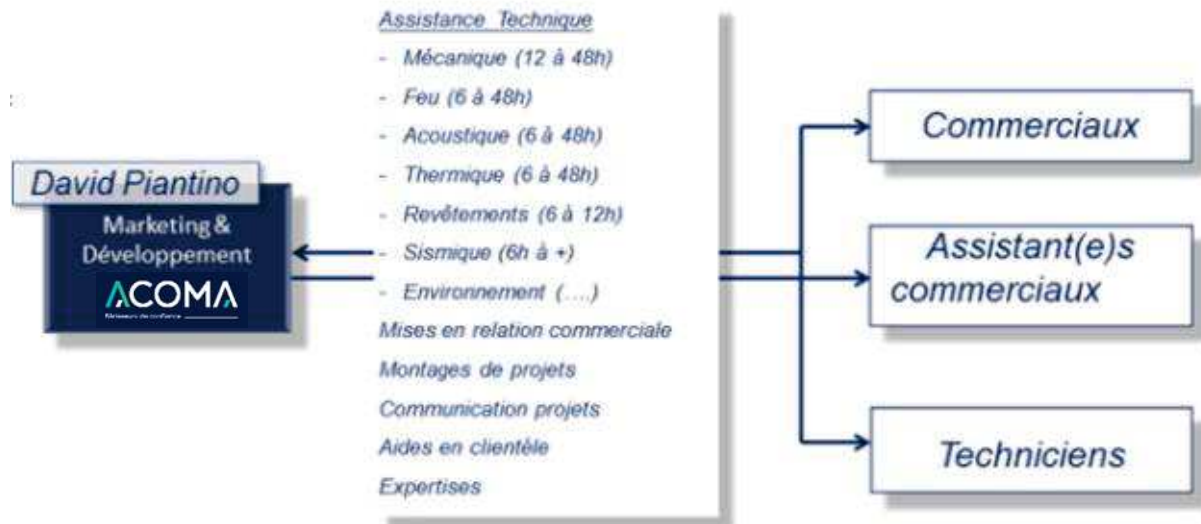 Assistance Technique
- Mécanique (12 à 48h)
- Feu (6 à 48h)
- Acoustique (6 à 48h)
- Thermique (6 à 48h)
- Revêtements (6 à 12h)
- Sismique (6h à +)
- Environnement (....)
Mises en relation commerciale
Montages de projets
Communication projets
Aides en clientèle
Expertises
David Piantino
Marketing &
Développement
ACOMA
Commerciaux
Assistant(e)s
commerciaux
Techniciens